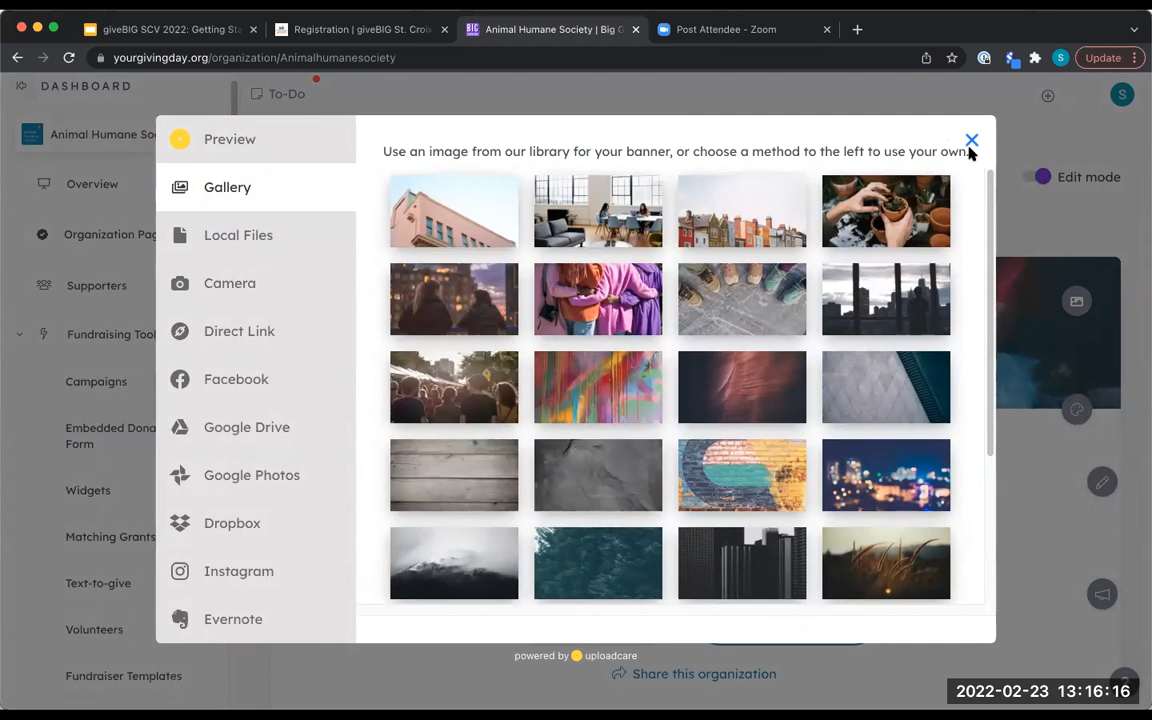 giveBIG SCV 2022: Getting Sta
Registration | giveBIG St. Croix
Animal Humane Society | Big G
Post Attendee - Zoom
yourgivingday.org/organization/Animalhumanesociety
S
Update
DASHBOARD
To-Do
S
Animal Humane Soc
Overview
Organization Pag
Supporters
Fundraising Tool
Campaigns
Embedded Dona
Form
Widgets
Matching Grants
Text-to-give
Volunteers
Fundraiser Templates
Edit mode
Preview
Gallery
Local Files
Camera
Direct Link
Facebook
Google Drive
Google Photos
Dropbox
Instagram
Evernote
Use an image from our library for your banner, or choose a method to the left to use your own.
powered by uploadcare
Share this organization
2022-02-23 13:16:16